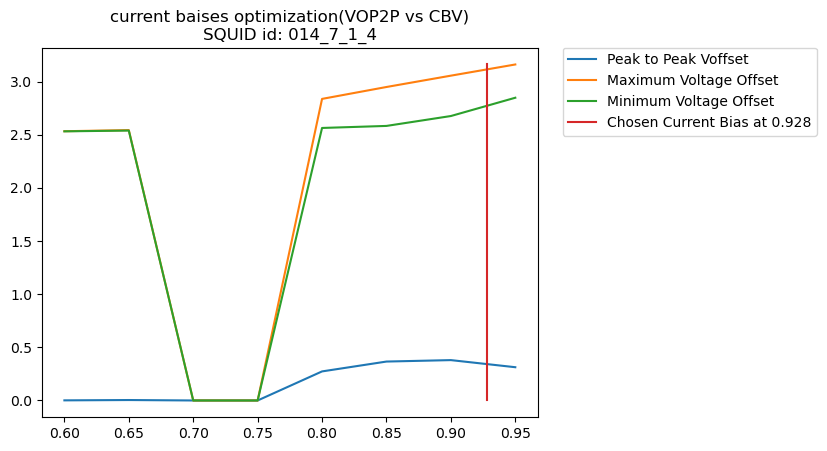 current baises optimization(VOP2P vs CBV)
SQUID id: 014_7_1_4
Peak to Peak Voffset
Maximum Voltage Offset
Minimum Voltage Offset
Chosen Current Bias at 0.928
3.0
2.5
2.0
1.5
1.0
0.5
0.0
0.60 0.65 0.70 0.75 0.80 0.85 0.90 0.95